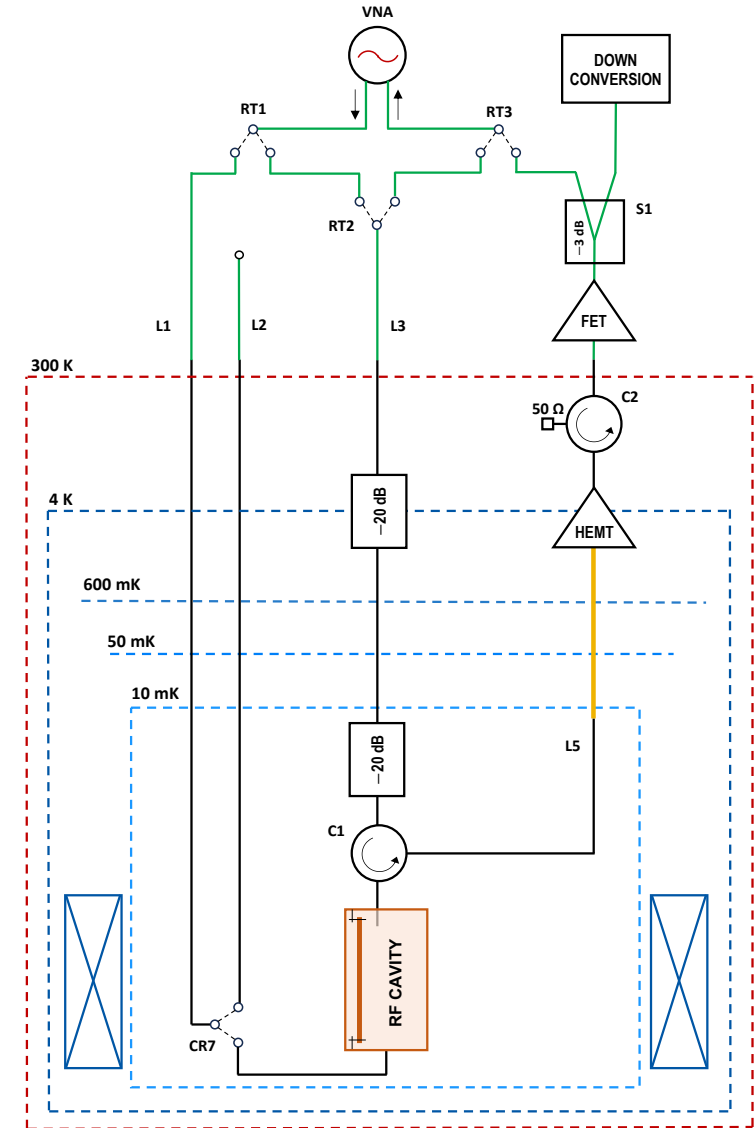 VNA
DOWN
CONVERSION
RT1
RT3
S1
−3 dB
RT2
FET
L1
L2
L3
300 K
C2
50 Ω
4 K
−20 dB
HEMT
600 mK
50 mK
10 mK
−20 dB
L5
C1
RF CAVITY
CR7